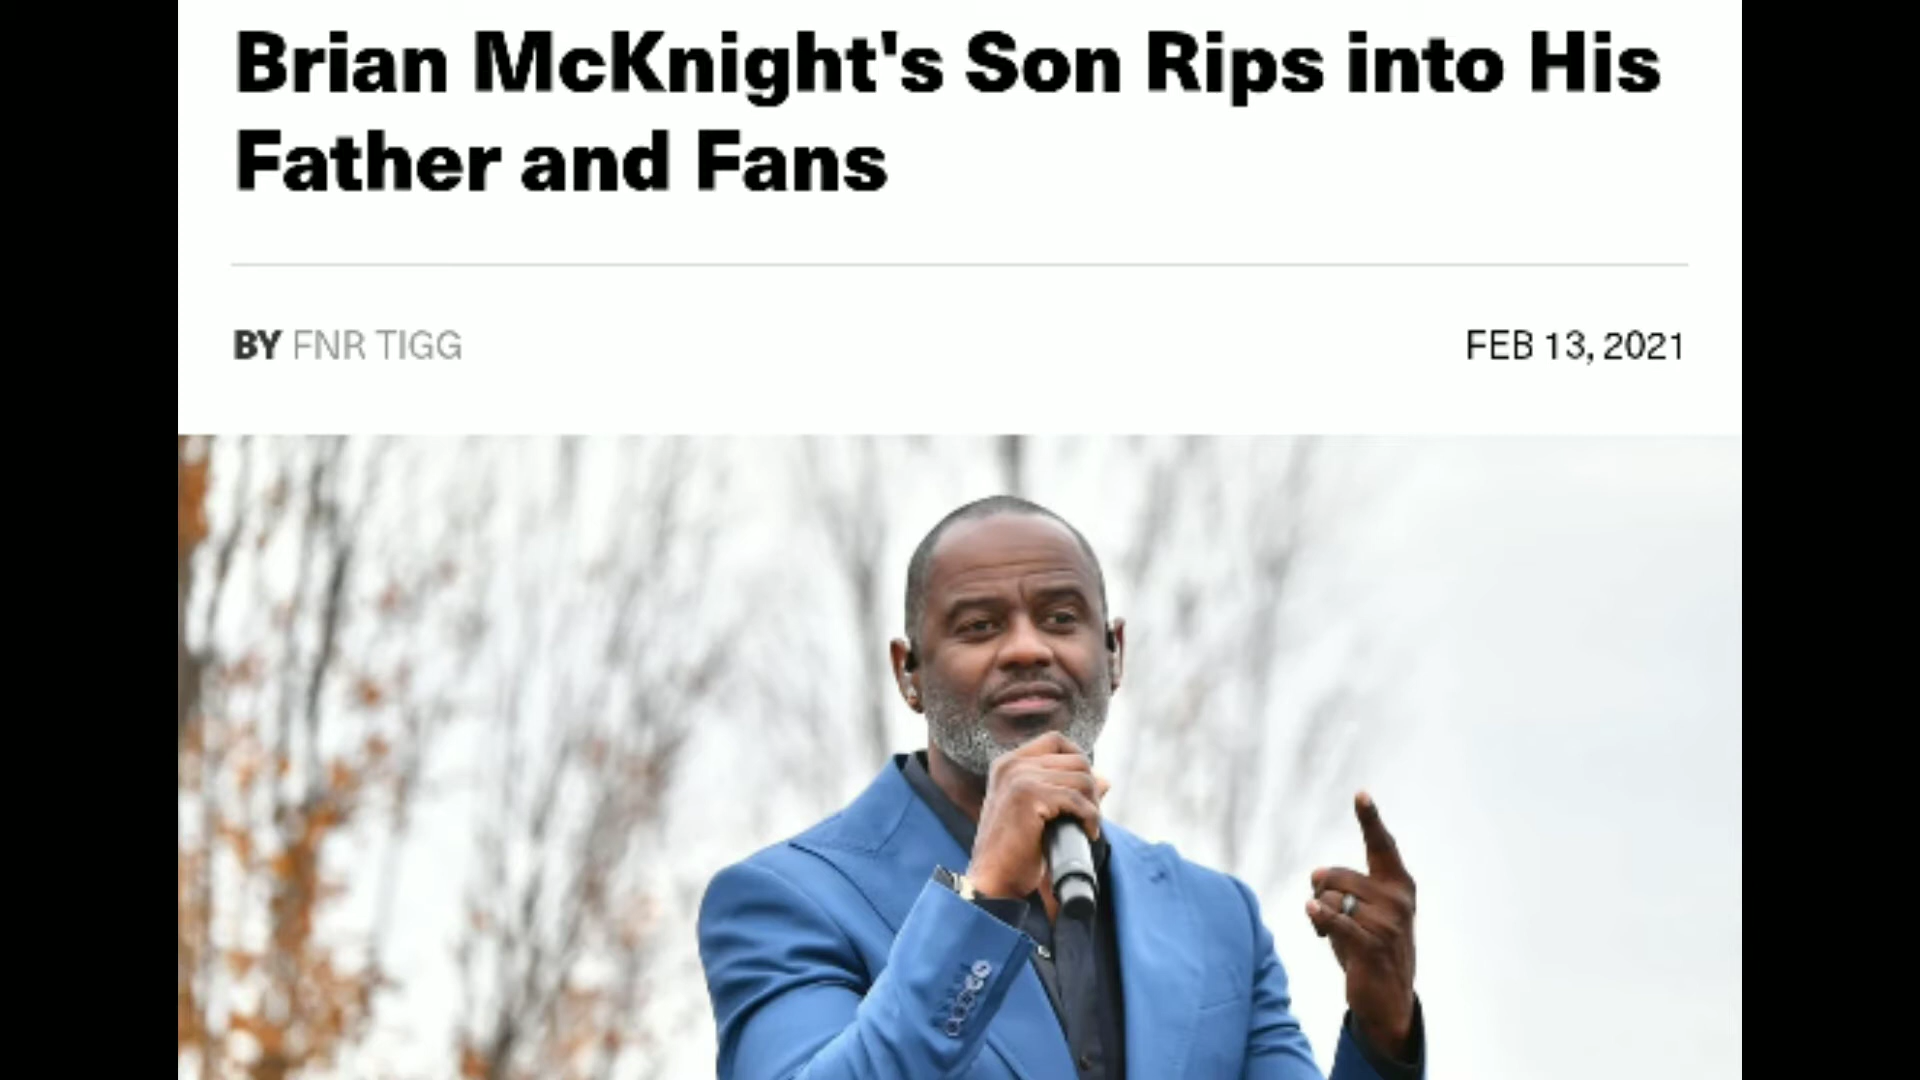 Brian McKnight's Son Rips into His
Father and Fans
BY FNR TIGG
FEB 13, 2021